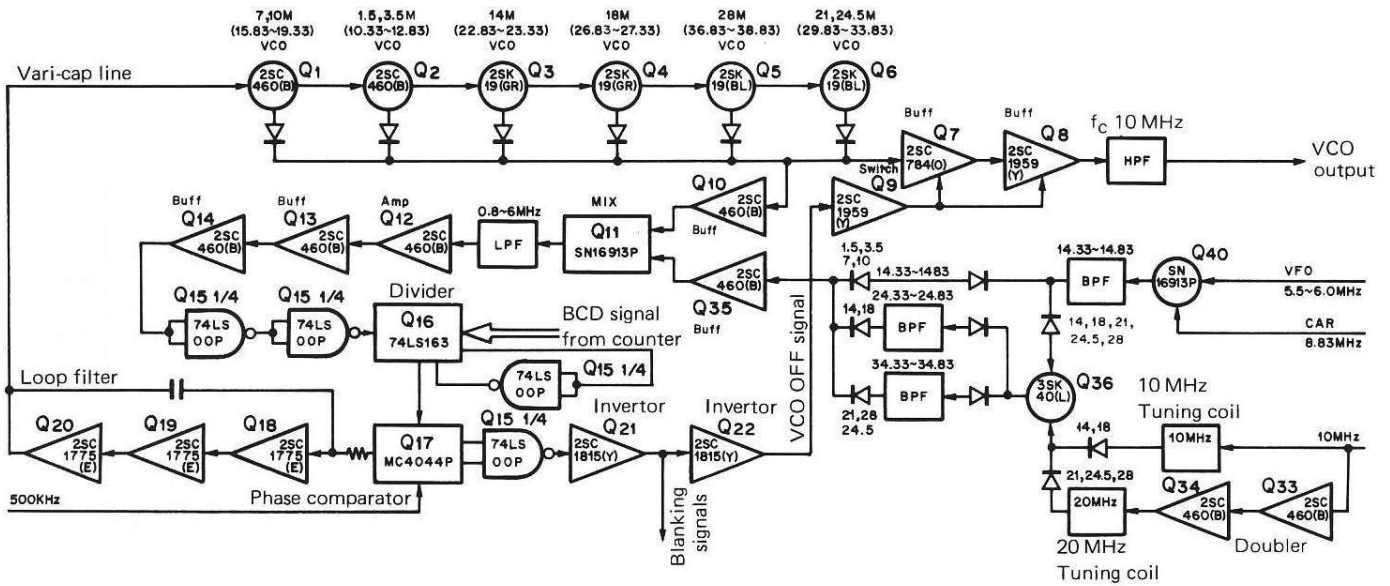 7,10M
(15.83~19.33)
VCO
1.5, 3.5M
(10.33~12.83)
VCO
14M
(22.83~23.33)
VCO
18M
(26.83~27.33)
VCO
28M
(36.83~38.83)
VCO
21, 24.5M
(29.83~33.83)
VCO
Vari-cap line
2SC
460(B)
Q1
2SC
460(B)
Q2
2SK
19(GR)
Q3
2SK
19(GR)
Q4
2SK
19(BL)
Q5
2SK
19(BL)
Q6
Buff
Q7
2SC
784(O)
Buff
Q8
2SC
1959
(Y)
fC 10 MHz
HPF
VCO
output
Switch
Q9
2SC
1959
(Y)
Q10
2SC
460(B)
Buff
MIX
Q11
SN16913P
0.8~6MHz
LPF
Amp
Q12
2SC
460(B)
Buff
Q13
2SC
460(B)
Buff
Q14
2SC
460(B)
2SC
460(B)
Q35
Buff
1.5, 3.5
7, 10
14.33~1483
14.33~14.83
BPF
Q40
SN
16913P
VFO
5.5~6.0MHz
CAR
8.83MHz
24.33~24.83
14,18
BPF
14, 18, 21,
24.5, 28
34.33~34.83
BPF
21,28
24.5
3SK
40(L)
Q36
Q15 1/4
74LS
00P
Q15 1/4
74LS
00P
Divider
Q16
74LS163
BCD signal
from counter
74LS
00P
Q15 1/4
Loop filter
VCO OFF signal
10 MHz
Tuning coil
14,18
10MHz
10MHz
Q20
2SC
1775
(E)
Q19
2SC
1775
(E)
Q18
2SC
1775
(E)
Q17
MC4044P
Q15 1/4
74LS
00P
Invertor
Q21
2SC
1815(Y)
Invertor
Q22
2SC
1815(Y)
500KHz
Phase comparator
Blanking
signals
21, 24.5, 28
20MHz
Q34
2SC
460(B)
Q33
2SC
460(B)
Doubler
20 MHz
Tuning coil